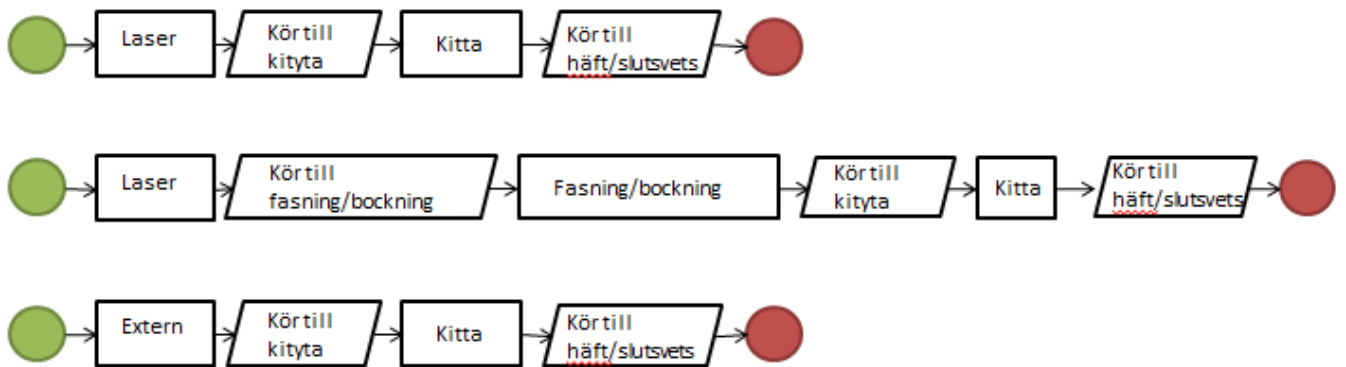 Laser
Kör till
kityta
Kitta
Kör till
häft/slutsvets
Laser
Kör till
fasning/bockning
Fasning/bockning
Kör till
kityta
Kitta
Kör till
häft/slutsvets
Extern
Kör till
kityta
Kitta
Kör till
häft/slutsvets